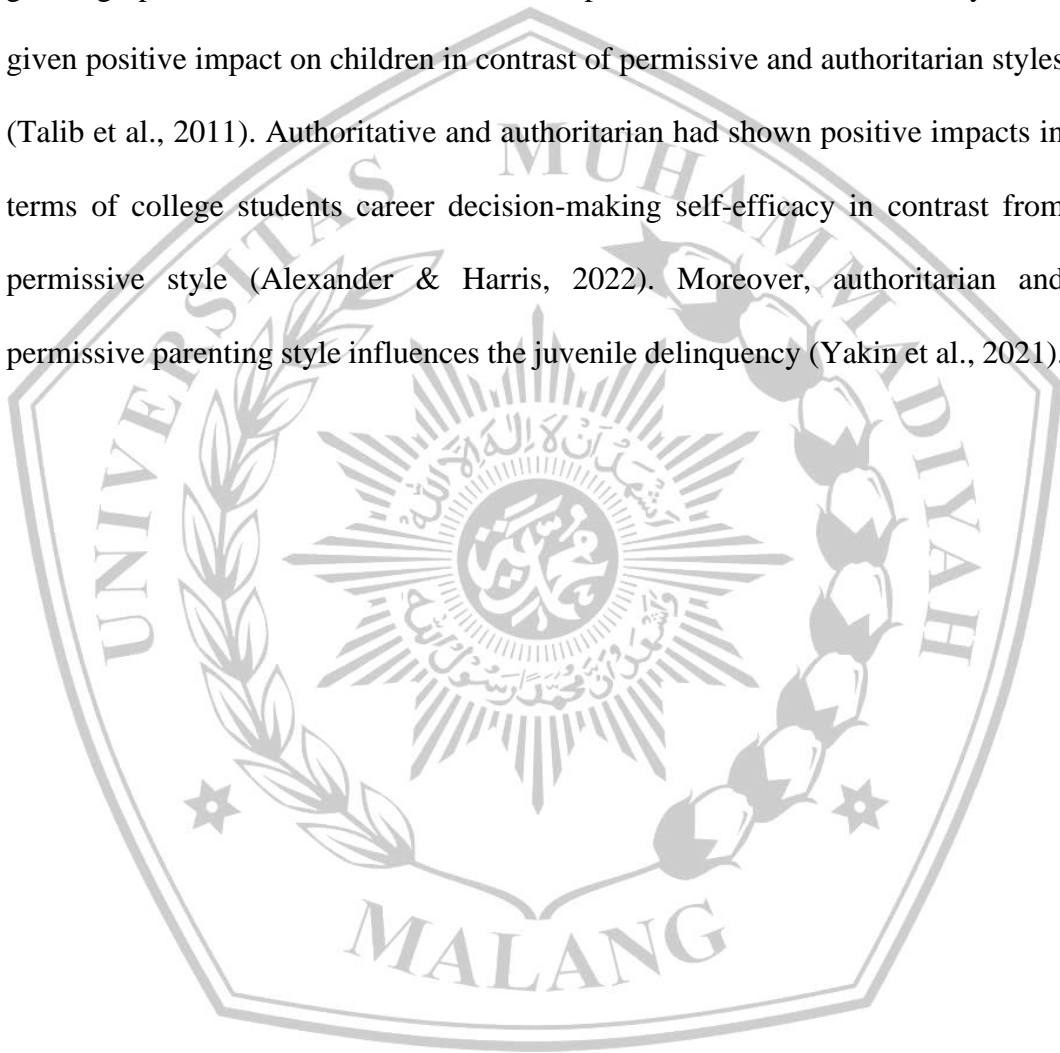 given positive impact on children in contrast of permissive and authoritarian styles
(Talib et al., 2011). Authoritative and authoritarian had shown positive impacts in
terms of college students career decision-making self-efficacy in contrast from
permissive style (Alexander & Harris, 2022). Moreover, authoritarian and
permissive parenting style influences the juvenile delinquency (Yakin et al., 2021).
UNIVERSITAS MUHAMMADIYAH
MALANG